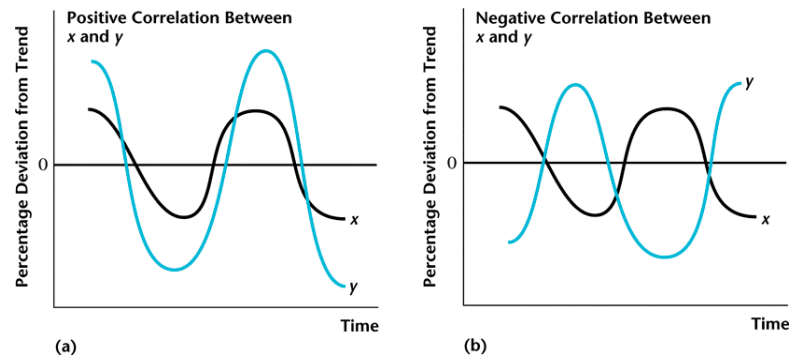 Positive Correlation Between
x and y
Percentage Deviation from Trend
0
x
y
Time
(a)
Negative Correlation Between
x and y
Percentage Deviation from Trend
y
0
x
Time
(b)